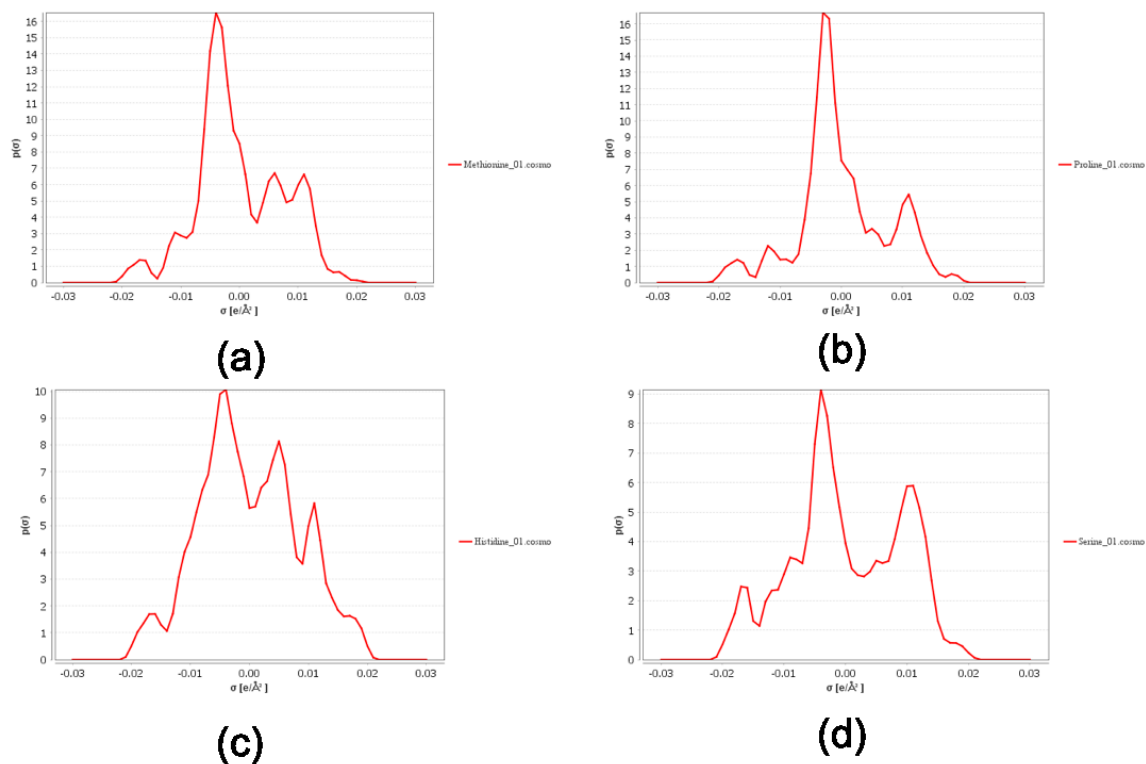 16
15
14
13
12
11
10
9
8
7
6
5
4
3
2
1
0
p(σ)
-0.03 -0.02 -0.01 0.00 0.01 0.02 0.03
σ [e/Å²]
Methionine_01.cosmo
(a)
16
15
14
13
12
11
10
9
8
7
6
5
4
3
2
1
0
p(σ)
-0.03 -0.02 -0.01 0.00 0.01 0.02 0.03
σ [e/Å²]
Proline_01.cosmo
(b)
10
9
8
7
6
5
4
3
2
1
0
p(σ)
-0.03 -0.02 -0.01 0.00 0.01 0.02 0.03
σ [e/Å²]
Histidine_01.cosmo
(c)
9
8
7
6
5
4
3
2
1
0
p(σ)
-0.03 -0.02 -0.01 0.00 0.01 0.02 0.03
σ [e/Å²]
Serine_01.cosmo
(d)